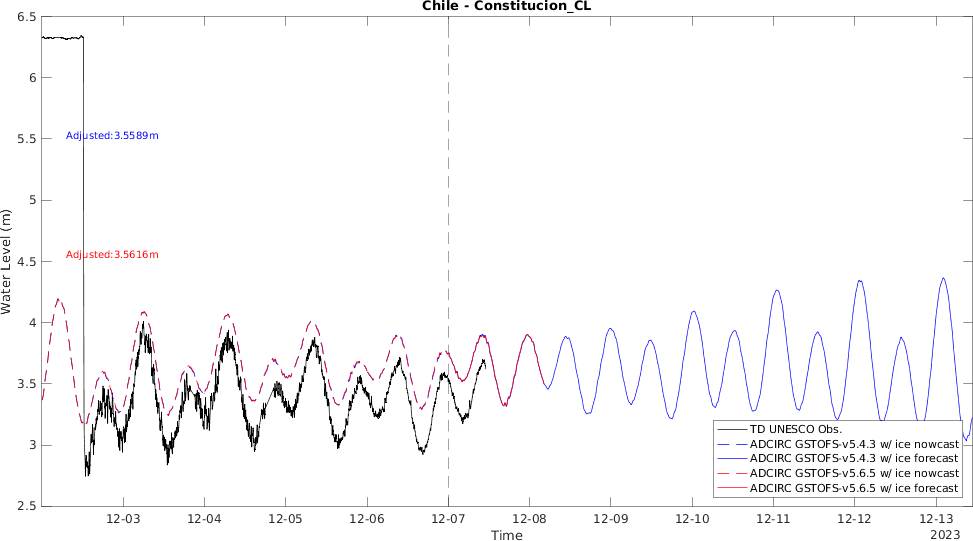 Chile - Constitucion_CL
6.5
6
5.5
5
4.5
4
3.5
3
2.5
Water Level (m)
Adjusted:3.5589m
Adjusted:3.5616m
TD UNESCO Obs.
ADCIRC GSTOFS-v5.4.3 w/ ice nowcast
ADCIRC GSTOFS-v5.4.3 w/ ice forecast
ADCIRC GSTOFS-v5.6.5 w/ ice nowcast
ADCIRC GSTOFS-v5.6.5 w/ ice forecast
12-03 12-04 12-05 12-06 12-07 12-08 12-09 12-10 12-11 12-12 12-13
Time
2023